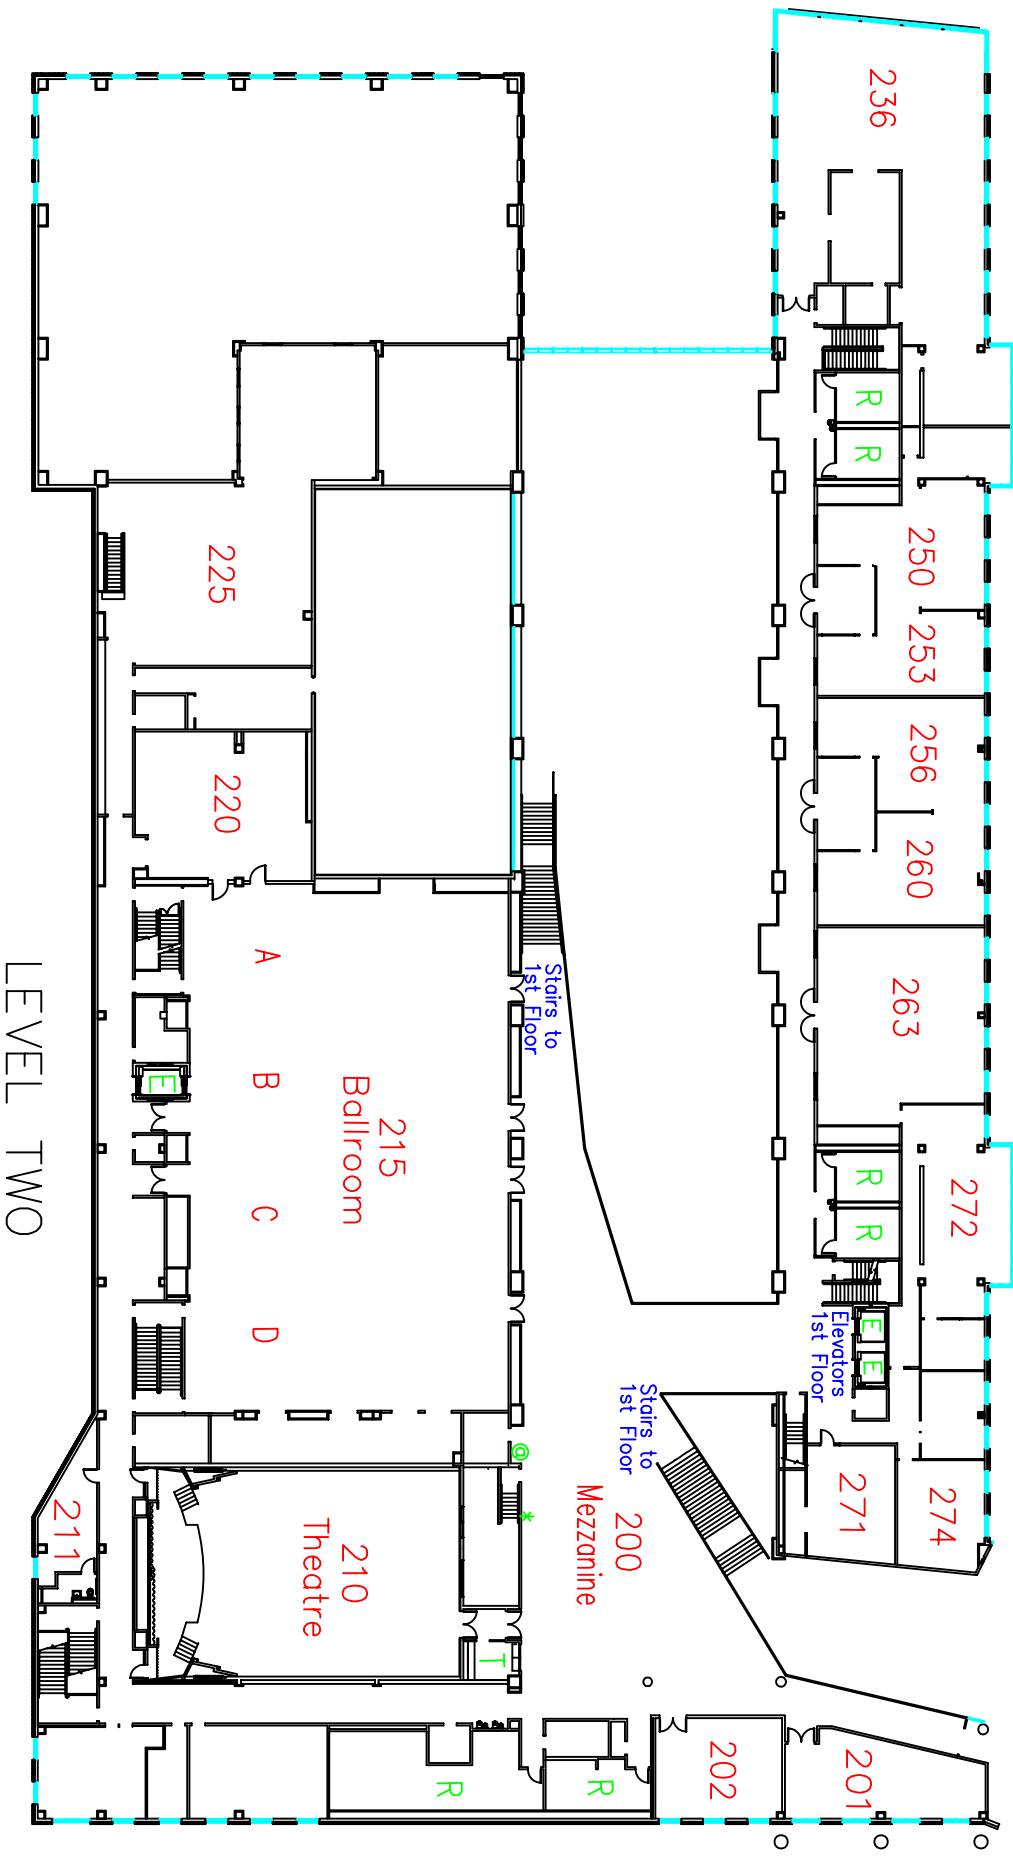 236
R
R
250
253
225
256
220
260
Stairs to
1st Floor
263
A
E
B
215
Ballroom
C
D
R
R
272
E
E
Elevators
1st Floor
Stairs to
1st Floor
@
*
200
Mezzanine
271
274
211
210
Theatre
T
R
R
202
201
LEVEL TWO